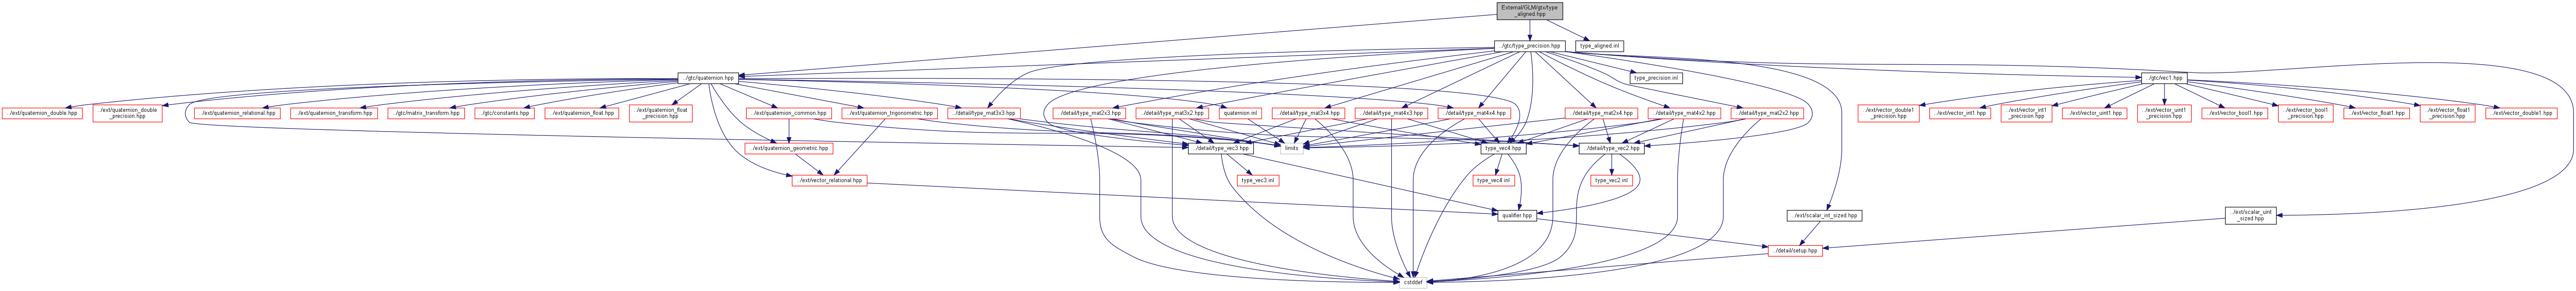 External/GLM/gtx/type
_aligned.hpp
../gtc/type_precision.hpp
type_aligned.inl
../gtc/quaternion.hpp
type_precision.inl
../gtc/vec1.hpp
../ext/quaternion_double.hpp
../ext/quaternion_double
_precision.hpp
../ext/quaternion_relational.hpp
../ext/quaternion_transform.hpp
../gtc/matrix_transform.hpp
../gtc/constants.hpp
../ext/quaternion_float.hpp
../ext/quaternion_float
_precision.hpp
../ext/quaternion_common.hpp
../ext/quaternion_trigonometric.hpp
../detail/type_mat3x3.hpp
../detail/type_mat2x3.hpp
../detail/type_mat3x2.hpp
quaternion.inl
../detail/type_mat3x4.hpp
../detail/type_mat4x3.hpp
../detail/type_mat4x4.hpp
../detail/type_mat2x4.hpp
../detail/type_mat4x2.hpp
../detail/type_mat2x2.hpp
../ext/vector_double1
_precision.hpp
../ext/vector_int1.hpp
../ext/vector_int1
_precision.hpp
../ext/vector_uint1.hpp
../ext/vector_uint1
_precision.hpp
../ext/vector_bool1.hpp
../ext/vector_bool1
_precision.hpp
../ext/vector_float1.hpp
../ext/vector_float1
_precision.hpp
../ext/vector_double1.hpp
../ext/quaternion_geometric.hpp
../detail/type_vec3.hpp
limits
type_vec4.hpp
../detail/type_vec2.hpp
../ext/vector_relational.hpp
type_vec3.inl
type_vec4.inl
type_vec2.inl
qualifier.hpp
../ext/scalar_int_sized.hpp
../ext/scalar_uint
_sized.hpp
../detail/setup.hpp
cstddef